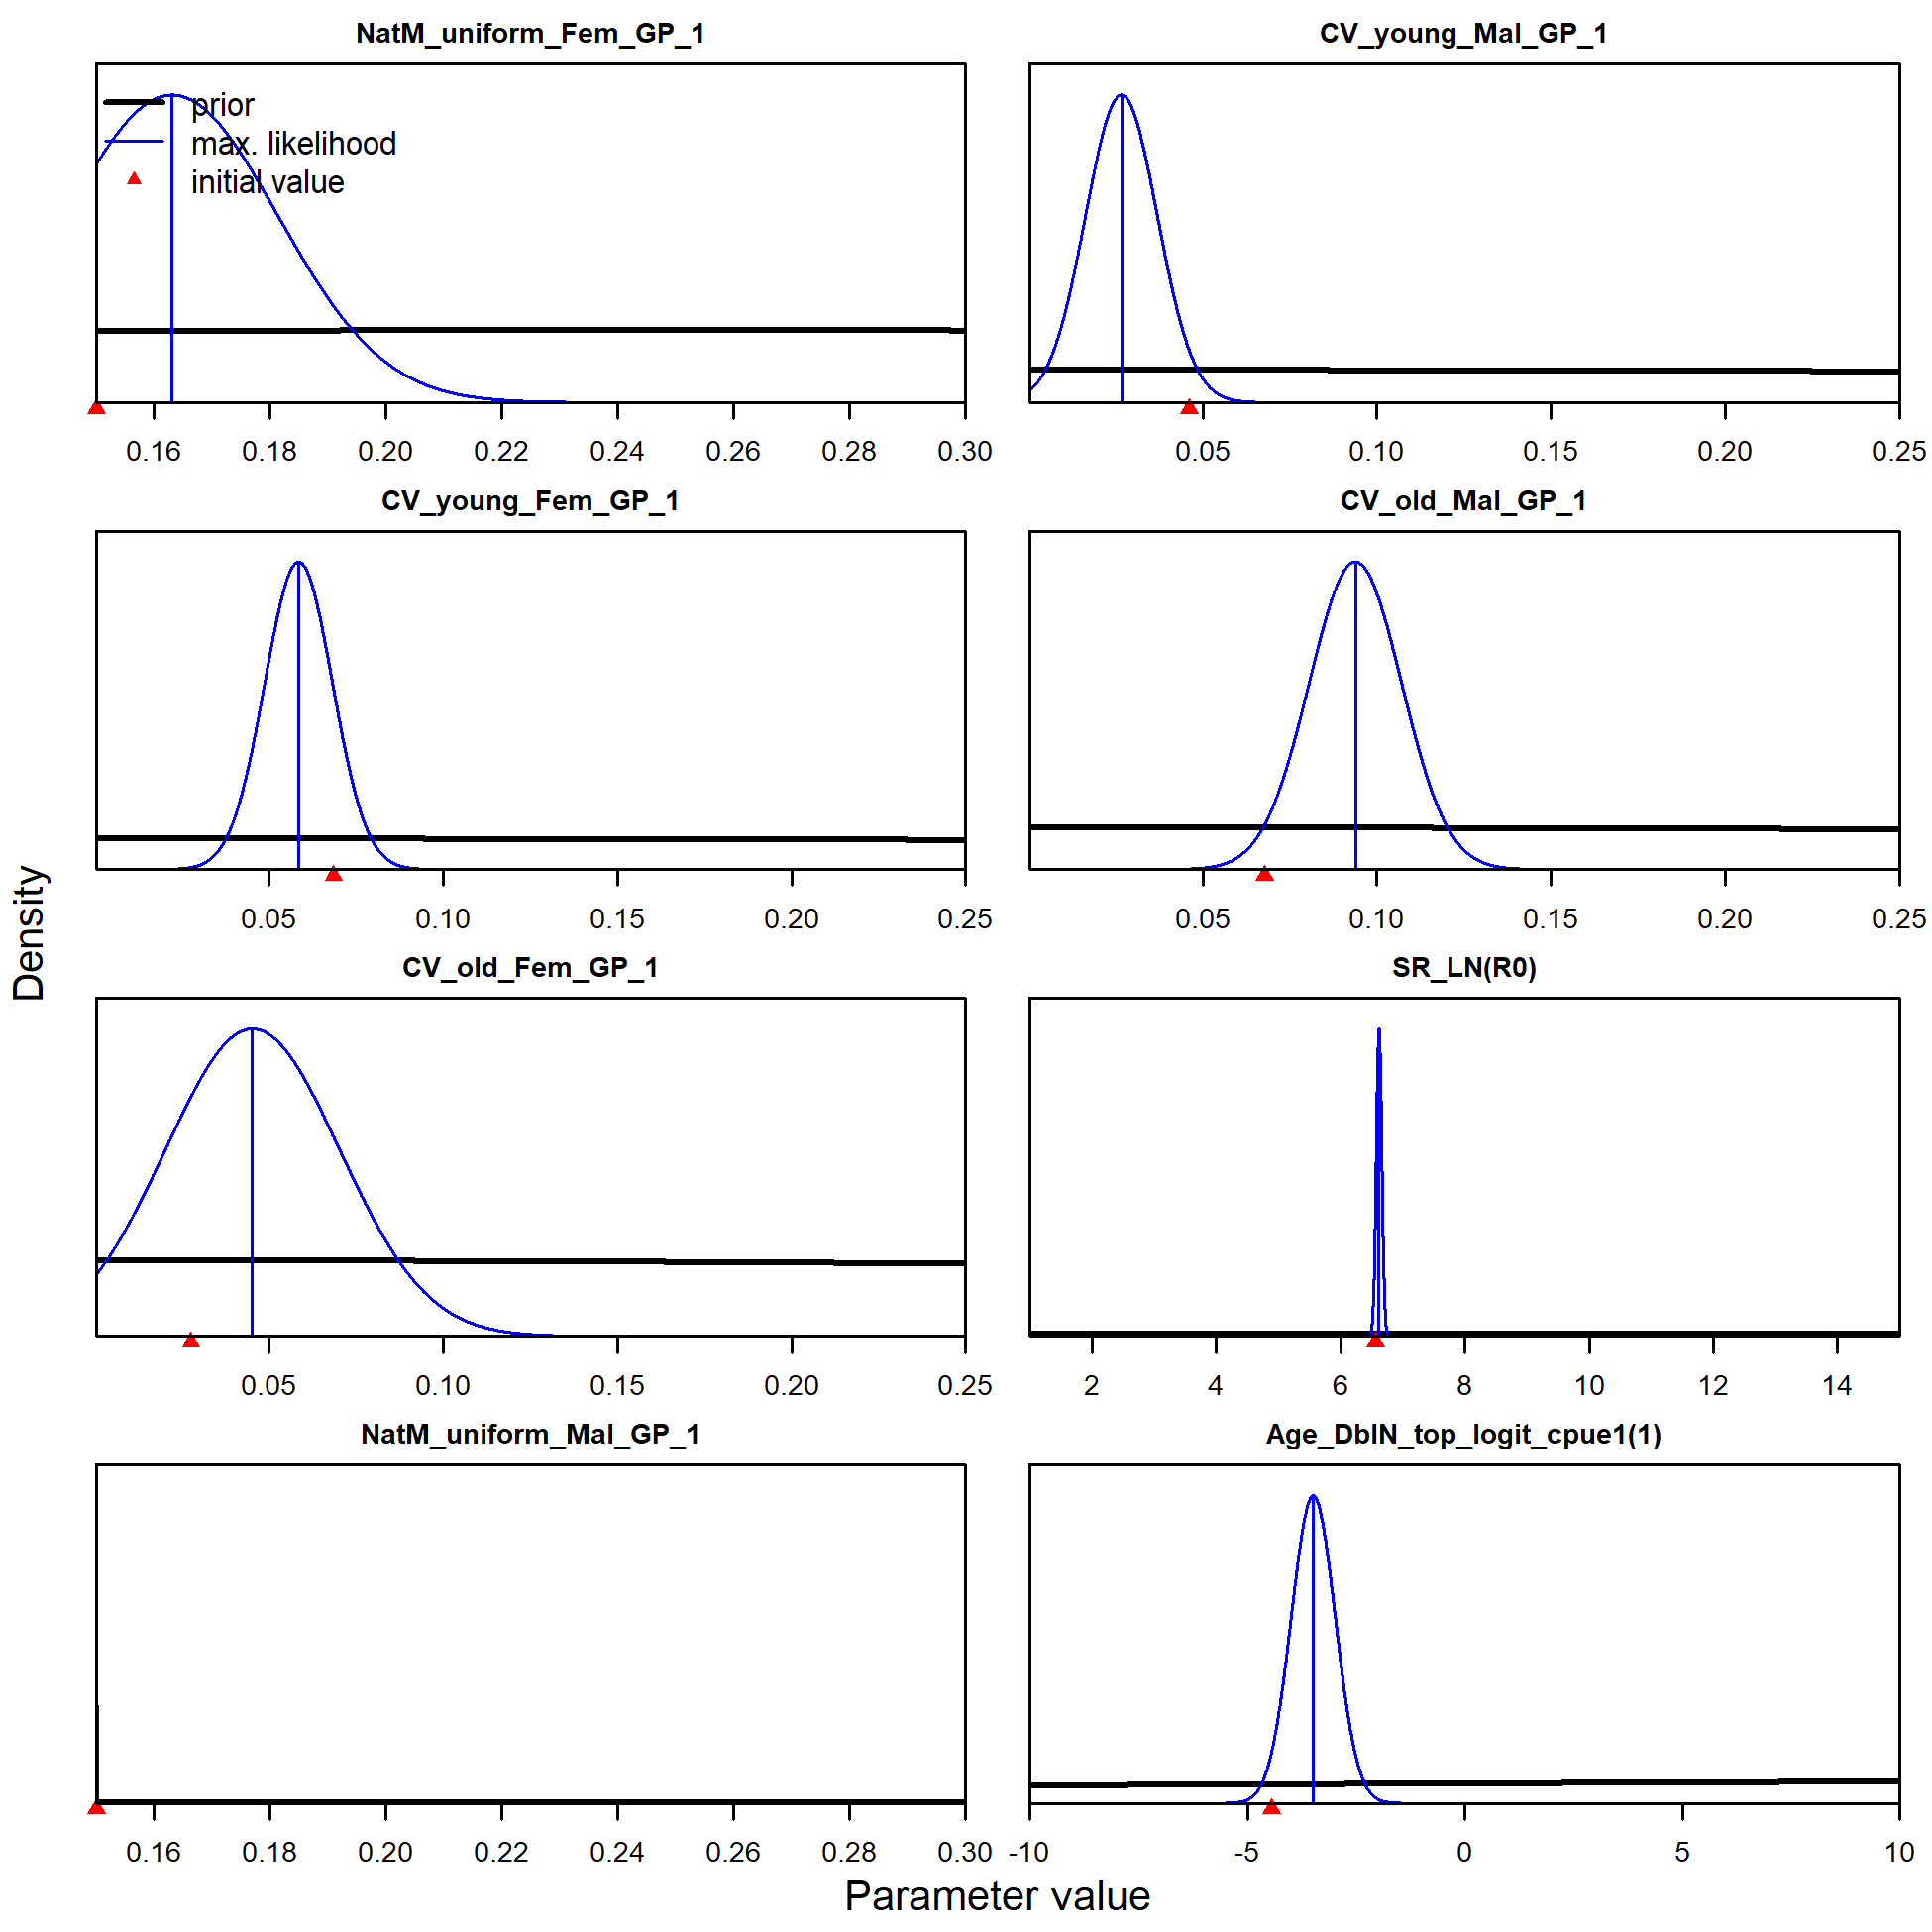 NatM_uniform_Fem_GP_1
prior
max. likelihood
initial value
0.16 0.18 0.20 0.22 0.24 0.26 0.28 0.30
CV_young_Mal_GP_1
0.05 0.10 0.15 0.20 0.25
CV_young_Fem_GP_1
0.05 0.10 0.15 0.20 0.25
CV_old_Mal_GP_1
0.05 0.10 0.15 0.20 0.25
CV_old_Fem_GP_1
0.05 0.10 0.15 0.20 0.25
SR_LN(R0)
2 4 6 8 10 12 14
NatM_uniform_Mal_GP_1
0.16 0.18 0.20 0.22 0.24 0.26 0.28 0.30
Age_DblN_top_logit_cpue1(1)
-10 -5 0 5 10
Density
Parameter value